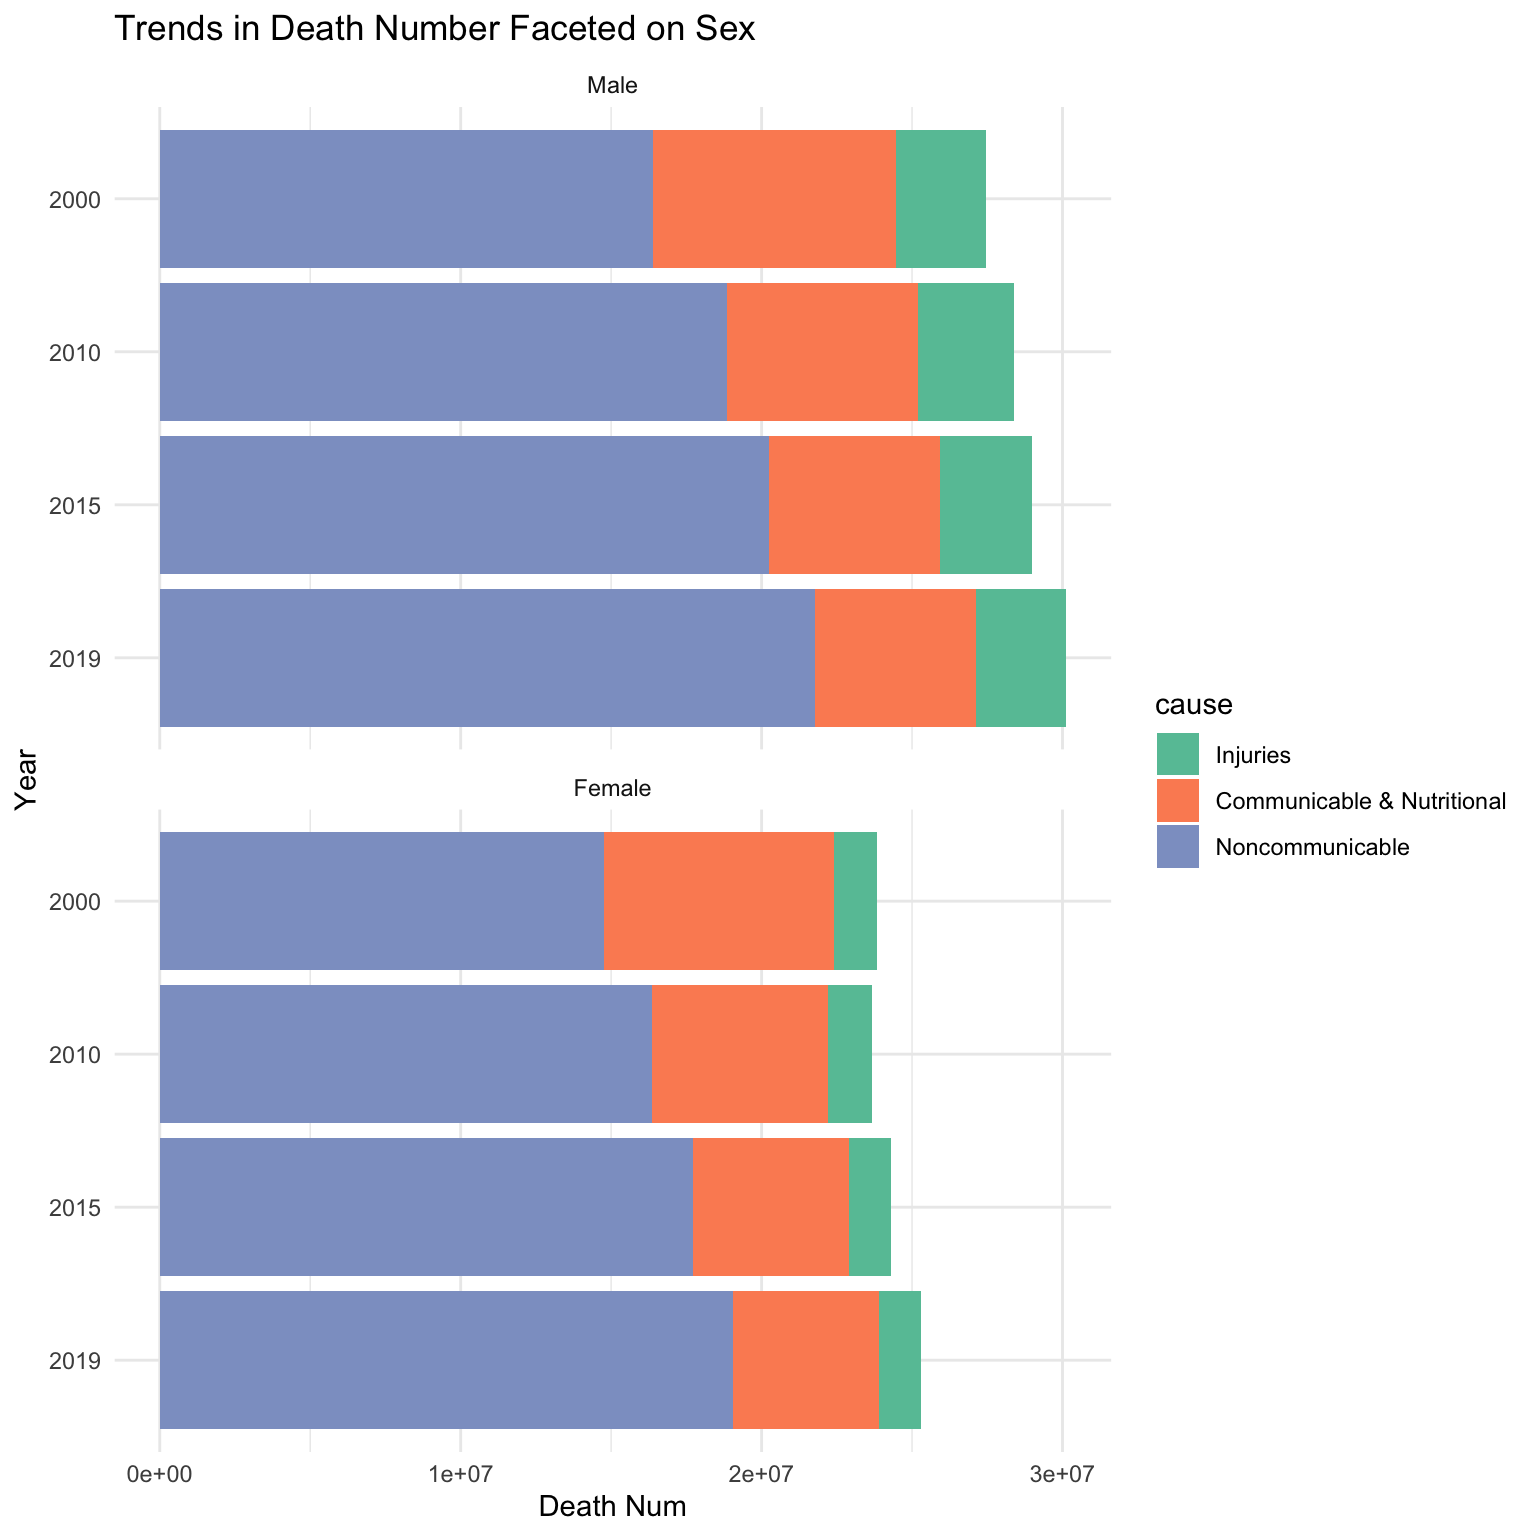 Trends in Death Number Faceted on Sex
Male
2000
2010
2015
2019
Year
Female
2000
2010
2015
2019
0e+00 1e+07 2e+07 3e+07
Death Num
cause
Injuries
Communicable & Nutritional
Noncommunicable